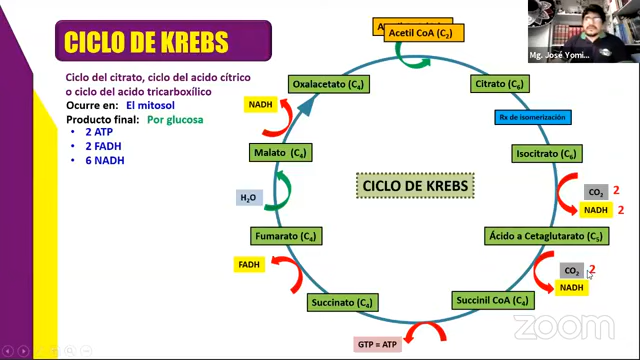 CICLO DE KREBS
Ciclo del citrato, ciclo del acido cítrico
o ciclo del acido tricarboxílico
Ocurre en: El mitosol
Producto final: Por glucosa
• 2 ATP
• 2 FADH
• 6 NADH
Acetil CoA (C₂)
Oxalacetato (C₄)
Citrato (C₆)
Rx de isomerización
Isocitrato (C₆)
CO₂ 2
NADH 2
Ácido a Cetaglutarato (C₅)
CO₂ 2
NADH
Succinil CoA (C₄)
GTP = ATP
Succinato (C₄)
FADH
Fumarato (C₄)
H₂O
Malato (C₄)
NADH
CICLO DE KREBS
Mg. José Yomi...
zoom